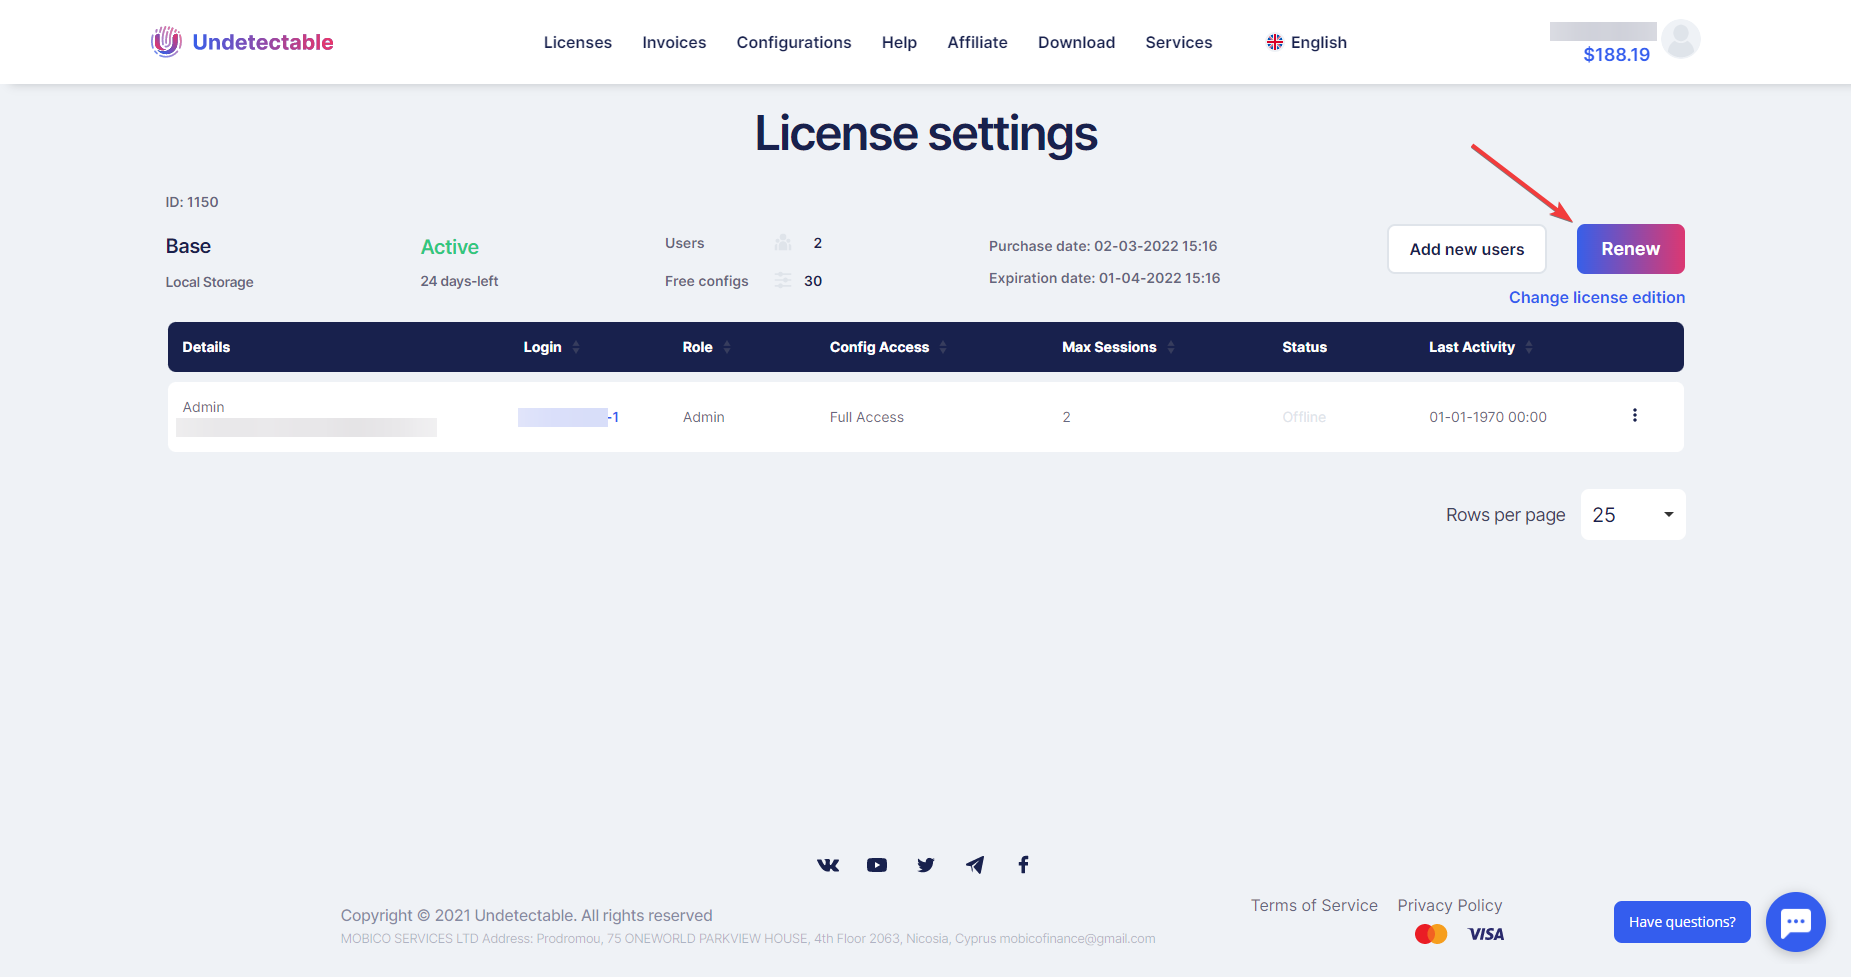 Undetectable
Licenses Invoices Configurations Help Affiliate Download Services English
$188.19
License settings
ID: 1150
Base Active Users 2 Purchase date: 02-03-2022 15:16 Add new users Renew
Local Storage 24 days-left Free configs 30 Expiration date: 01-04-2022 15:16
Change license edition
Details Login Role Config Access Max Sessions Status Last Activity
Admin
-1 Admin Full Access 2 Offline 01-01-1970 00:00
Rows per page 25
Copyright © 2021 Undetectable. All rights reserved
MOBICO SERVICES LTD Address: Prodromou, 75 ONEWORLD PARKVIEW HOUSE, 4th Floor 2063, Nicosia, Cyprus mobicofinance@gmail.com
Terms of Service Privacy Policy
VISA
Have questions?